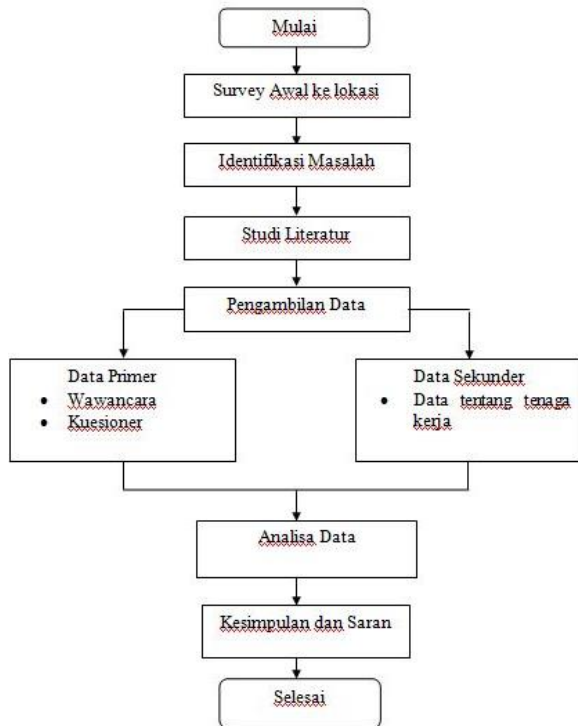 Mulai
Survey Awal ke lokasi
Identifikasi Masalah
Studi Literatur
Pengambilan Data
Data Primer
• Wawancara
• Kuesioner
Data Sekunder
• Data tentang tenaga
kerja
Analisa Data
Kesimpulan dan Saran
Selesai